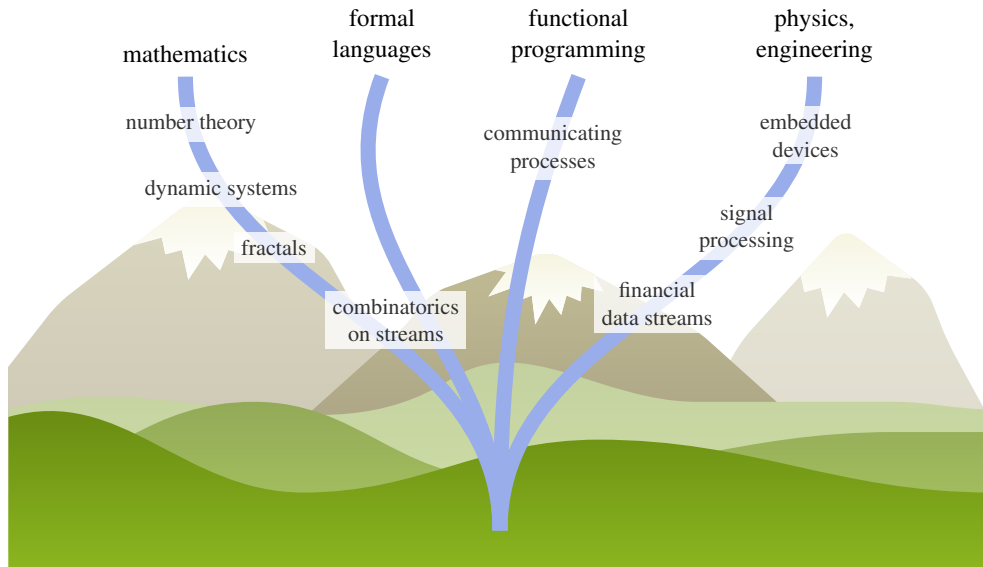 mathematics
formal
languages
functional
programming
physics,
engineering
number theory
dynamic systems
fractals
combinatorics
on streams
communicating
processes
embedded
devices
signal
processing
financial
data streams